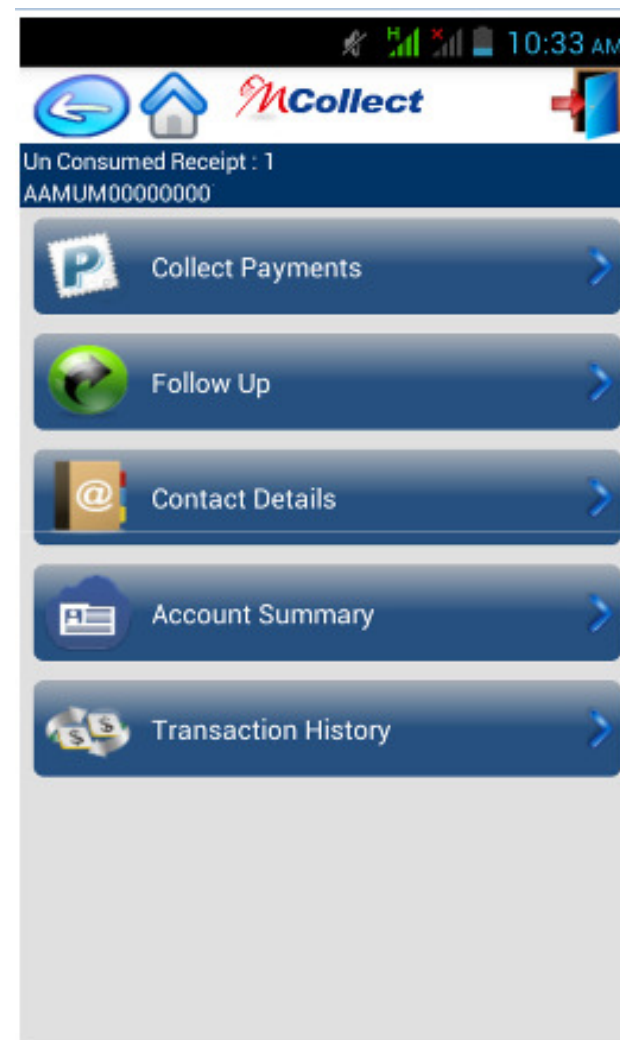 H 10:33 AM
MCollect
Un Consumed Receipt : 1
AAMUM00000000
Collect Payments
Follow Up
@ Contact Details
Account Summary
Transaction History